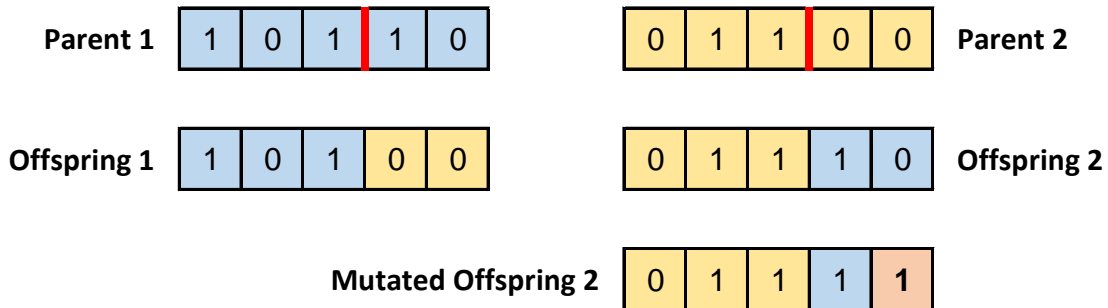 Parent 1 1 0 1 1 0 0 1 1 0 0 Parent 2
Offspring 1 1 0 1 0 0 0 1 1 1 0 Offspring 2
Mutated Offspring 2 0 1 1 1 1